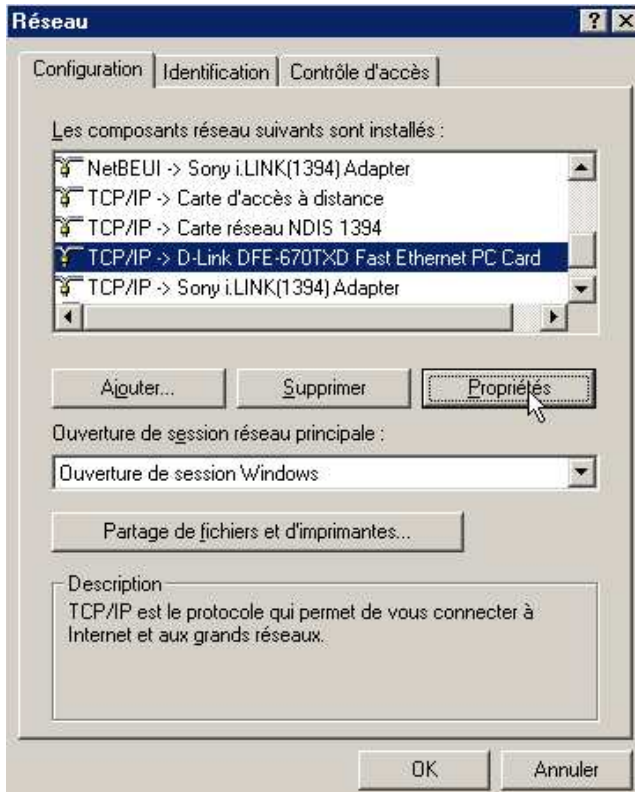 Réseau
Configuration
Identification
Contrôle d'accès
Les composants réseau suivants sont installés :
NetBEUI -> Sony i.LINK(1394) Adapter
TCP/IP -> Carte d'accès à distance
TCP/IP -> Carte réseau NDIS 1394
TCP/IP -> D-Link DFE-670TXD Fast Ethernet PC Card
TCP/IP -> Sony i.LINK(1394) Adapter
Ajouter...
Supprimer
Propriétés
Ouverture de session réseau principale :
Ouverture de session Windows
Partage de fichiers et d'imprimantes...
Description
TCP/IP est le protocole qui permet de vous connecter à
Internet et aux grands réseaux.
OK
Annuler